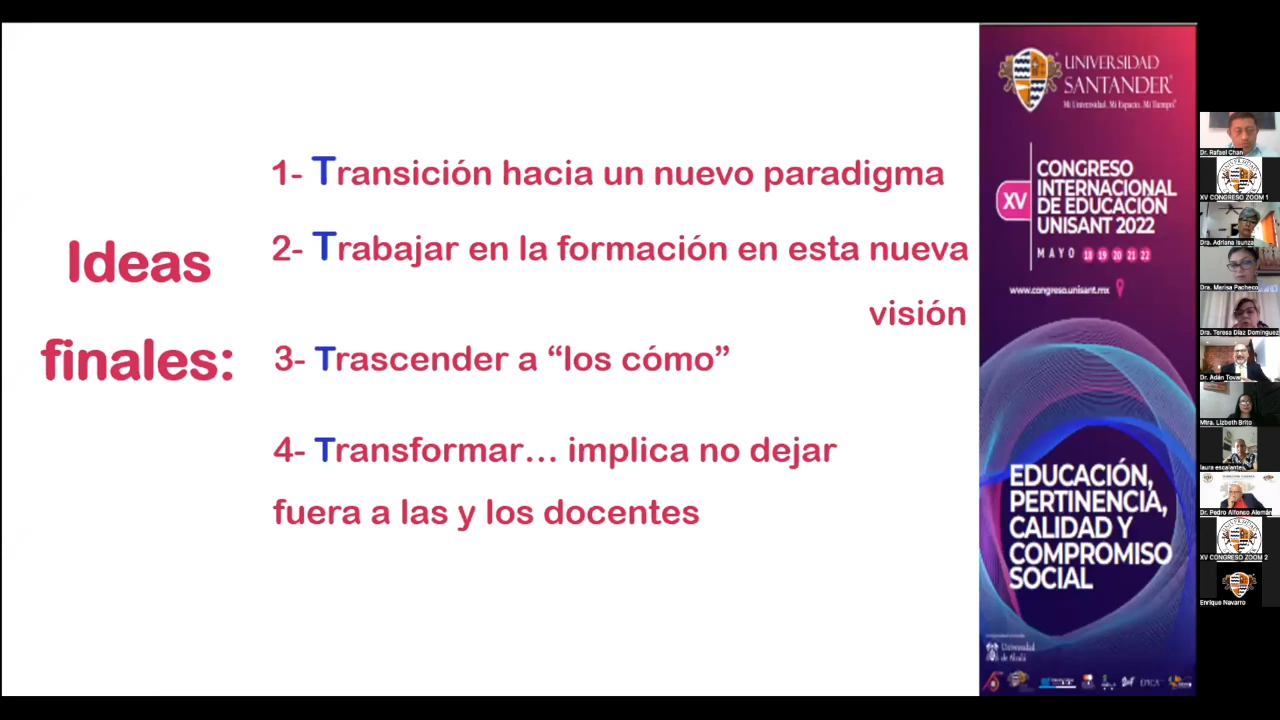 Ideas
finales:
1- Transición hacia un nuevo paradigma
2- Trabajar en la formación en esta nueva
visión
3- Trascender a “los cómo”
4- Transformar... implica no dejar
fuera a las y los docentes
UNIVERSIDAD
SANTANDER
Mi Universidad, Mi Espacio, Mi Tiempo
XV
CONGRESO
INTERNACIONAL
DE EDUCACIÓN
UNISANT 2022
MAYO 18 19 20 21 22
www.congreso.unisant.mx
EDUCACIÓN,
PERTINENCIA,
CALIDAD Y
COMPROMISO
SOCIAL
Universidad
de Alcalá
Dr. Rafael Chan
XV CONGRESO ZOOM 1
Dra. Adriana Isunza
Dra. Marisa Pacheco
Dra. Teresa Díaz Domínguez
Dr. Adán Tovar
Mtra. Lizbeth Brito
laura escalante
Dr. Pedro Alfonso Alemán
XV CONGRESO ZOOM 2
Enrique Navarro